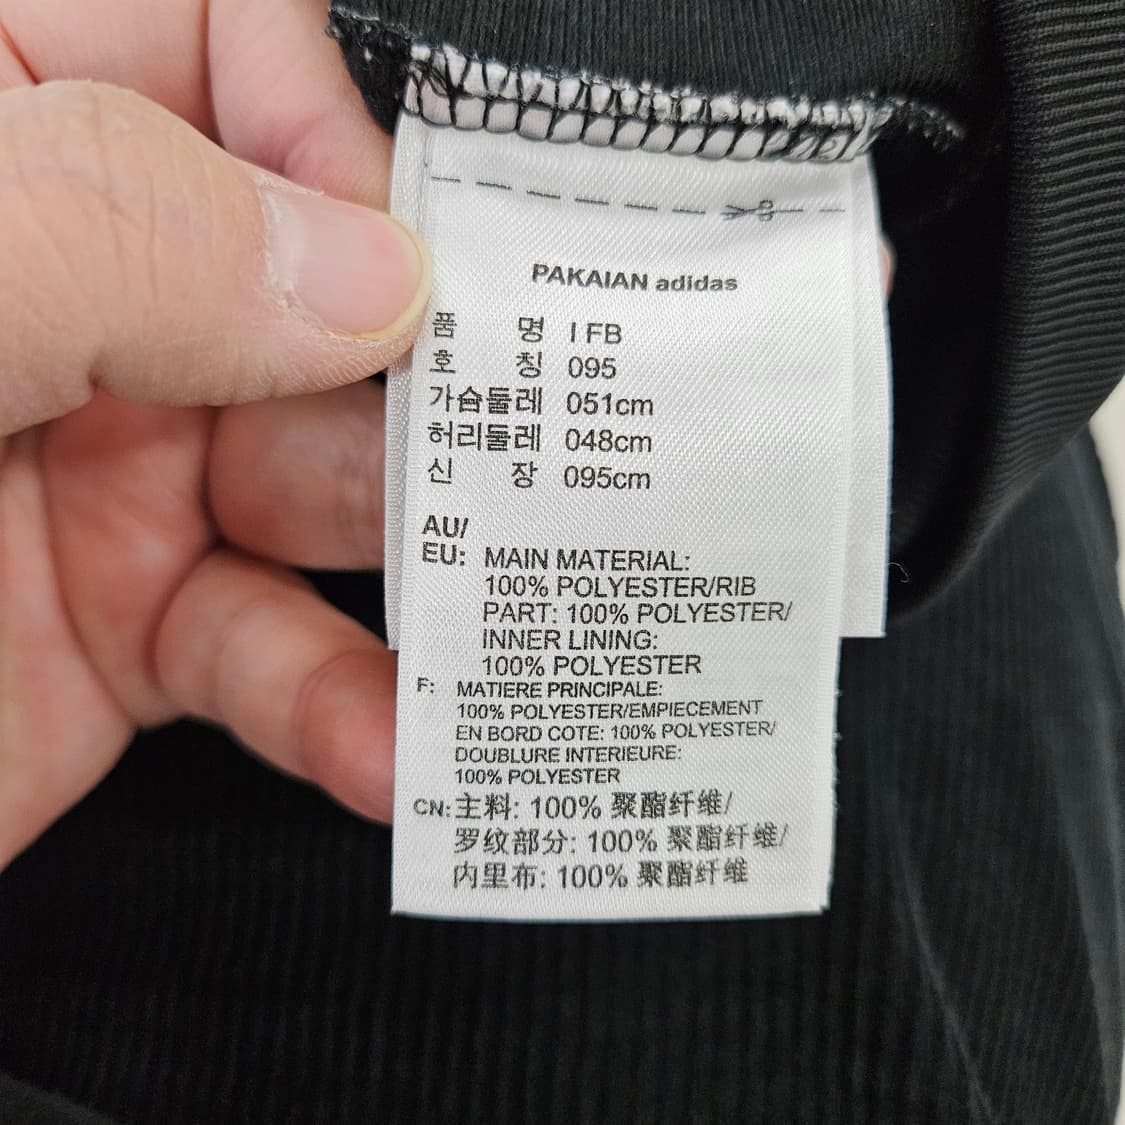 PAKAIAN adidas
품 명 I FB
호 칭 095
가슴둘레 051cm
허리둘레 048cm
신 장 095cm
AU/
EU: MAIN MATERIAL:
100% POLYESTER/RIB
PART: 100% POLYESTER/
INNER LINING:
100% POLYESTER
F: MATIERE PRINCIPALE:
100% POLYESTER/EMPIECEMENT
EN BORD COTE: 100% POLYESTER/
DOUBLURE INTERIEURE:
100% POLYESTER
CN: 主料: 100% 聚酯纤维/
罗纹部分: 100% 聚酯纤维/
内里布: 100% 聚酯纤维